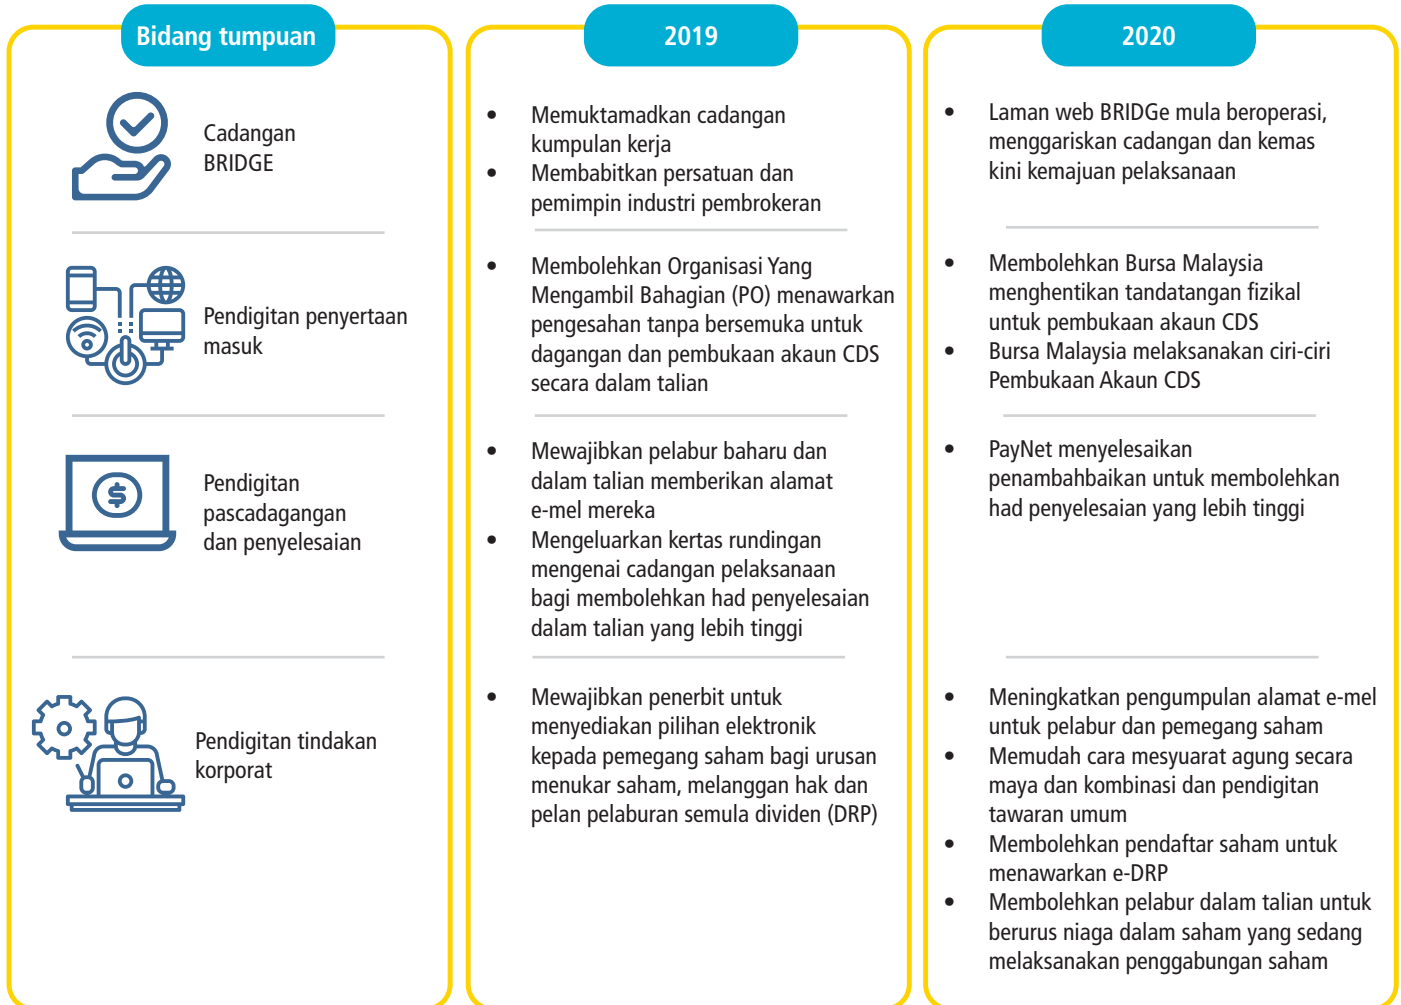 Bidang tumpuan
2019
2020
Cadangan
BRIDGE
• Memuktamadkan cadangan
kumpulan kerja
• Membabitkan persatuan dan
pemimpin industri pembrokeran
• Laman web BRIDGe mula beroperasi,
menggariskan cadangan dan kemas
kini kemajuan pelaksanaan
Pendigitan penyertaan
masuk
• Membolehkan Organisasi Yang
Mengambil Bahagian (PO) menawarkan
pengesahan tanpa bersemuka untuk
dagangan dan pembukaan akaun CDS
secara dalam talian
• Membolehkan Bursa Malaysia
menghentikan tandatangan fizikal
untuk pembukaan akaun CDS
• Bursa Malaysia melaksanakan ciri-ciri
Pembukaan Akaun CDS
Pendigitan
pascadagangan
dan penyelesaian
• Mewajibkan pelabur baharu dan
dalam talian memberikan alamat
e-mel mereka
• Mengeluarkan kertas rundingan
mengenai cadangan pelaksanaan
bagi membolehkan had penyelesaian
dalam talian yang lebih tinggi
• PayNet menyelesaikan
penambahbaikan untuk membolehkan
had penyelesaian yang lebih tinggi
Pendigitan tindakan
korporat
• Mewajibkan penerbit untuk
menyediakan pilihan elektronik
kepada pemegang saham bagi urusan
menukar saham, melanggan hak dan
pelan pelaburan semula dividen (DRP)
• Meningkatkan pengumpulan alamat e-mel
untuk pelabur dan pemegang saham
• Memudah cara mesyuarat agung secara
maya dan kombinasi dan pendigitan
tawaran umum
• Membolehkan pendaftar saham untuk
menawarkan e-DRP
• Membolehkan pelabur dalam talian untuk
berurus niaga dalam saham yang sedang
melaksanakan penggabungan saham